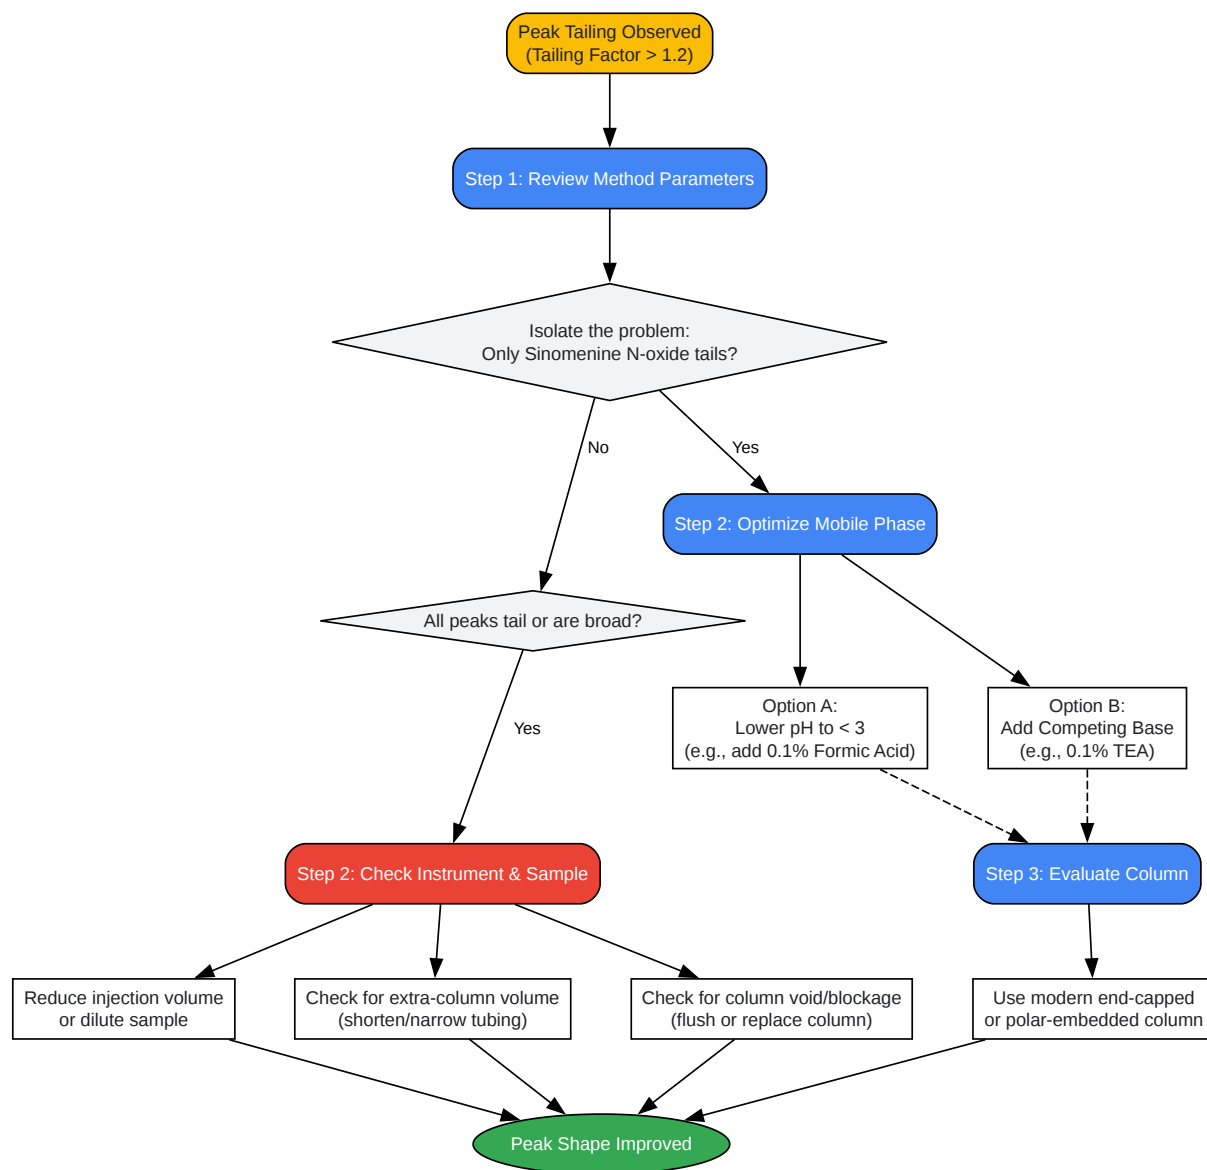 Peak Tailing Observed
(Tailing Factor > 1.2)
Step 1: Review Method Parameters
Isolate the problem:
Only Sinomenine N-oxide tails?
No
Yes
Step 2: Optimize Mobile Phase
All peaks tail or are broad?
Option A:
Lower pH to < 3
(e.g., add 0.1% Formic Acid)
Option B:
Add Competing Base
(e.g., 0.1% TEA)
Yes
Step 2: Check Instrument & Sample
Step 3: Evaluate Column
Reduce injection volume
or dilute sample
Check for extra-column volume
(shorten/narrow tubing)
Check for column void/blockage
(flush or replace column)
Use modern end-capped
or polar-embedded column
Peak Shape Improved